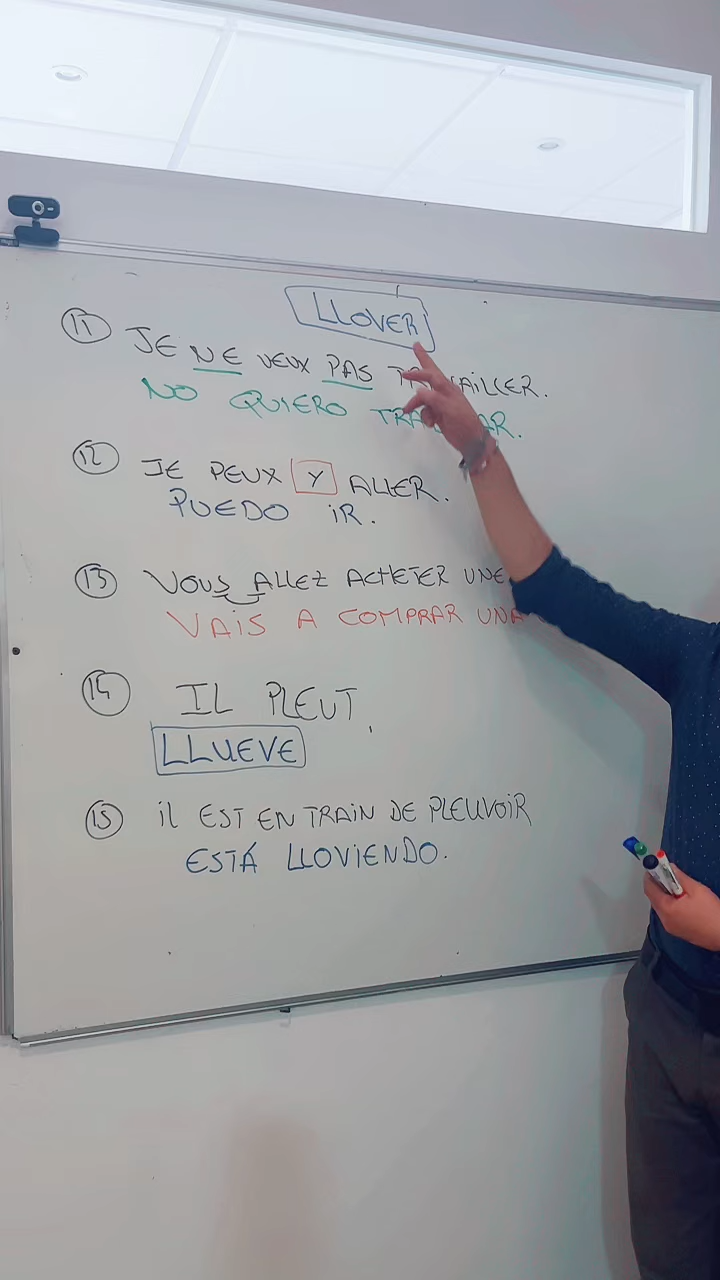 LLOVER
11 JE NE VEUX PAS TRAVAILLER.
NO QUIERO TRABAJAR.
12 JE PEUX Y ALLER.
PUEDO IR.
13 VOUS ALLEZ ACHETER UNE
VAIS A COMPRAR UNA
14 IL PLEUT.
LLUEVE
15 IL EST EN TRAIN DE PLEUVOIR
ESTÁ LLOVIENDO.